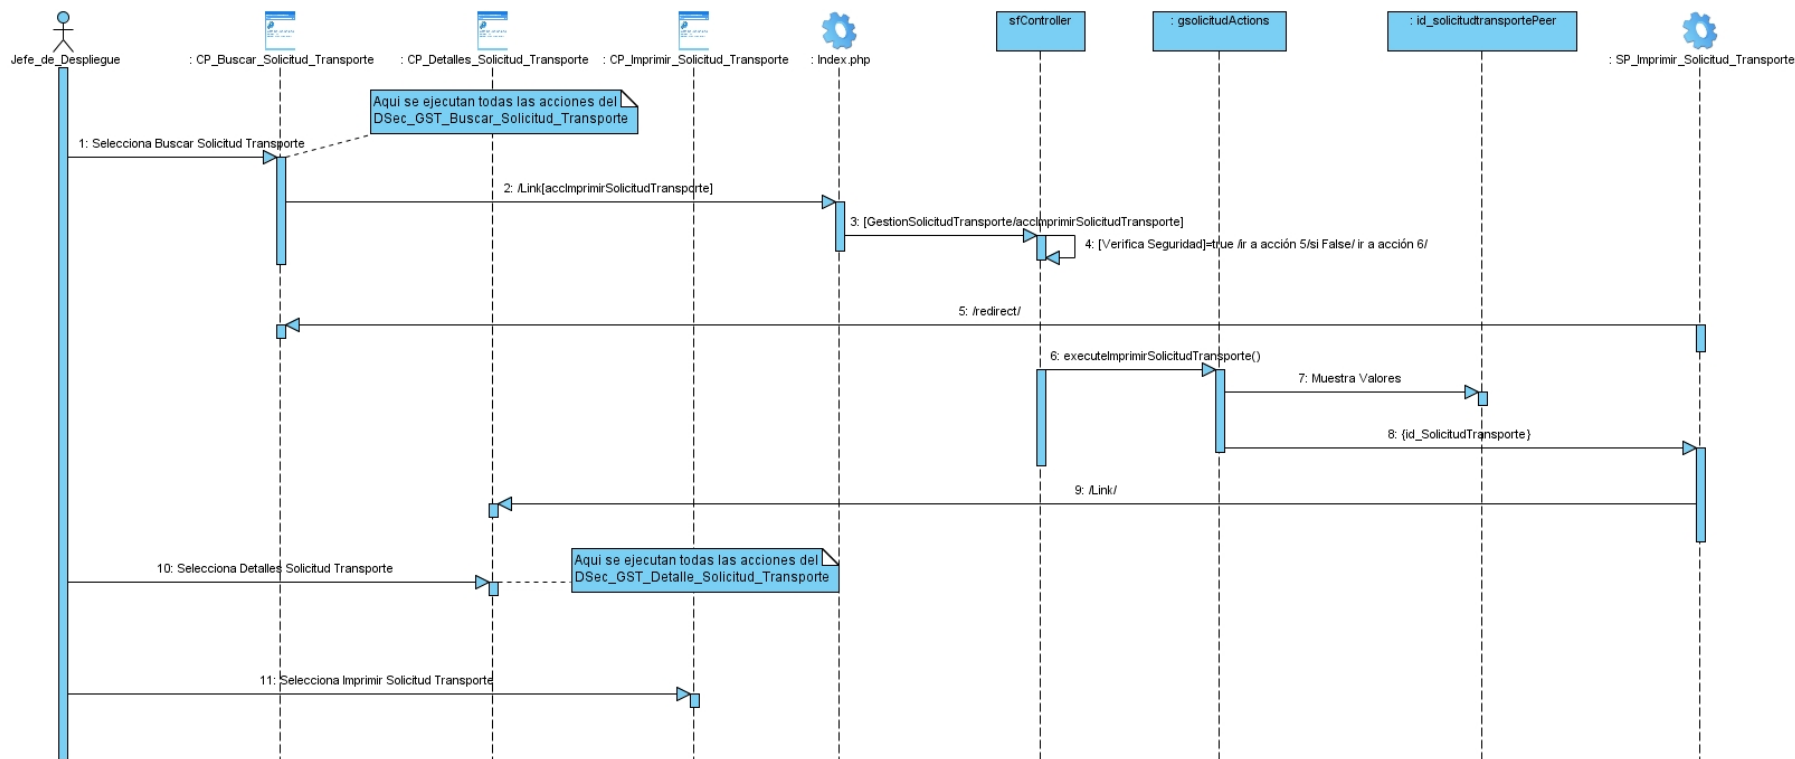 sfController
: gsolicitudActions
: id_solicitudtransportePeer
Jefe_de_Despliegue
: CP_Buscar_Solicitud_Transporte
: CP_Detalles_Solicitud_Transporte
: CP_Imprimir_Solicitud_Transporte
: Index.php
: SP_Imprimir_Solicitud_Transporte
Aqui se ejecutan todas las acciones del
DSec_GST_Buscar_Solicitud_Transporte
1: Selecciona Buscar Solicitud Transporte
2: /Link[accImprimirSolicitudTransporte]
3: [GestionSolicitudTransporte/accImprimirSolicitudTransporte]
4: [Verifica Seguridad]=true /ir a acción 5/si False/ ir a acción 6/
5: /redirect/
6: executeImprimirSolicitudTransporte()
7: Muestra Valores
8: {id_SolicitudTransporte}
9: /Link/
Aqui se ejecutan todas las acciones del
DSec_GST_Detalle_Solicitud_Transporte
10: Selecciona Detalles Solicitud Transporte
11: Selecciona Imprimir Solicitud Transporte